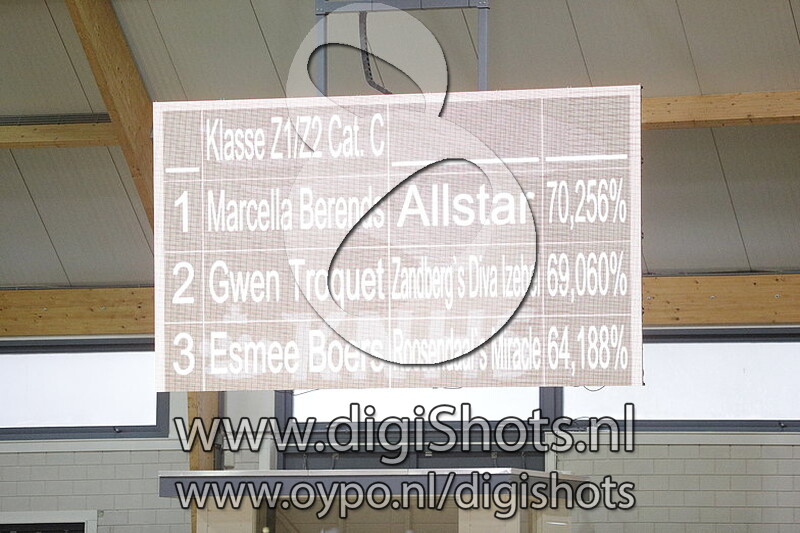 Klasse Z1/Z2 Cat. C
1 Marcella Berends Allstar 70,256%
2 Gwen Troquet Zandberg's Diva 69,060%
3 Esmee Boers Roosendaal's Miracle 64,188%
www.digiShots.nl
www.oypo.nl/digishots